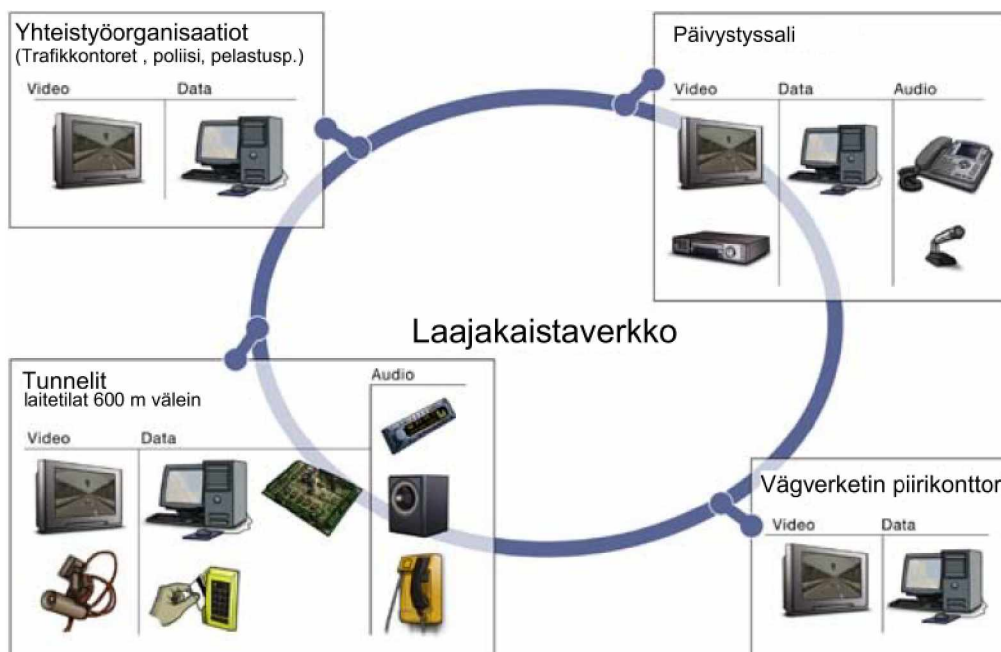 Yhteistyöorganisaatiot
(Trafikkontoret , poliisi, pelastusp.)
Video Data
Päivystyssali
Video Data Audio
Laajakaistaverkko
Tunnelit
laitetilat 600 m välein
Audio
Video Data
Vägverketin piirikonttor
Video Data